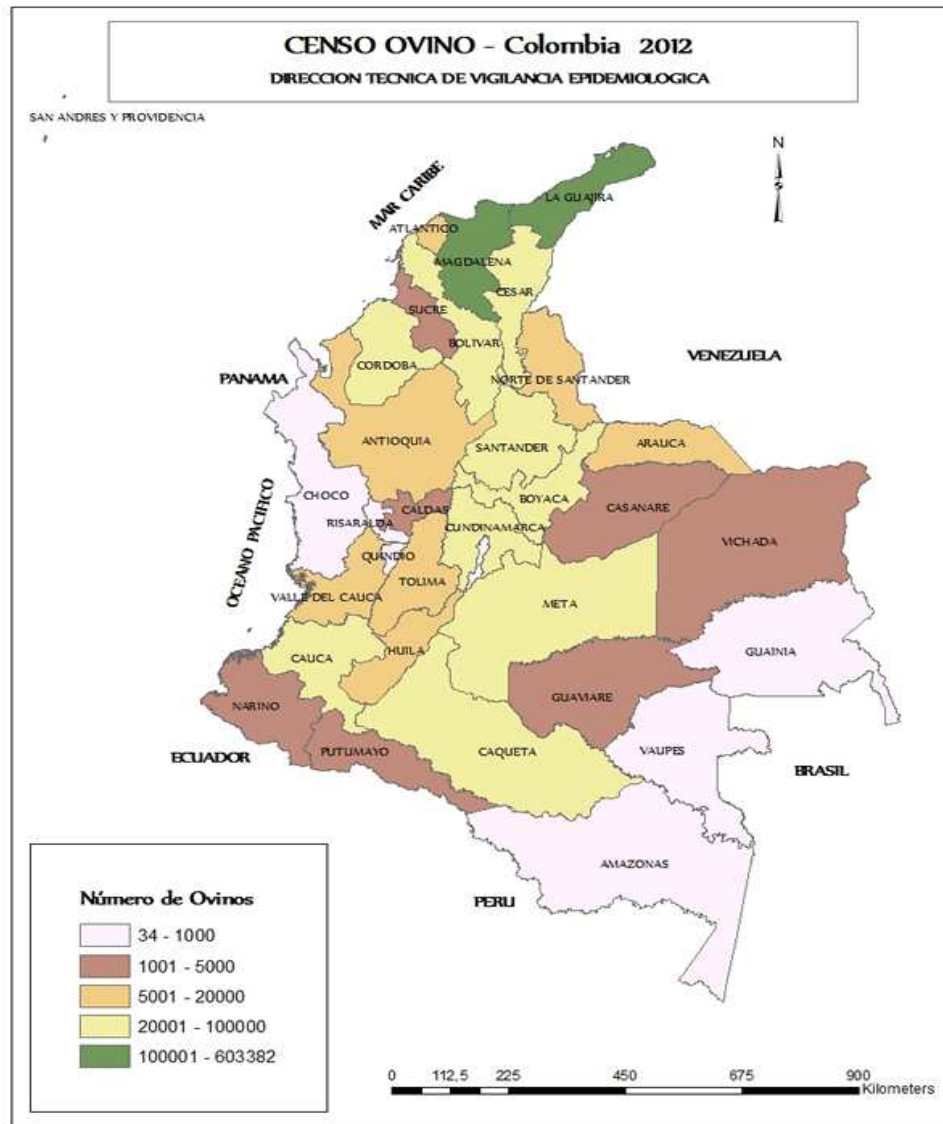 CENSO OVINO - Colombia 2012
DIRECCION TECNICA DE VIGILANCIA EPIDEMIOLOGICA
SAN ANDRES Y PROVIDENCIA
N
S
MAR CARIBE
LA GUAJIRA
ATLANTICO
MAGDALENA
CESAR
SUCRE
BOLIVAR
VENEZUELA
CORDOBA
PANAMA
NORTE DE SANTANDER
ANTIOQUIA
ARAUCA
SANTANDER
CHOCO
BOYACA
CASANARE
CALDAS
RISARALDA
CUNDINAMARCA
VICHADA
OCEANO PACIFICO
QUINDIO
TOLIMA
VALLE DEL CAUCA
META
HUILA
GUAINIA
CAUCA
GUAVIARE
NARINO
PUTUMAYO
CAQUETA
VAUPES
ECUADOR
BRASIL
AMAZONAS
PERU
Número de Ovinos
34 - 1000
1001 - 5000
5001 - 20000
20001 - 100000
100001 - 603382
0 112,5 225 450 675 900
Kilometers